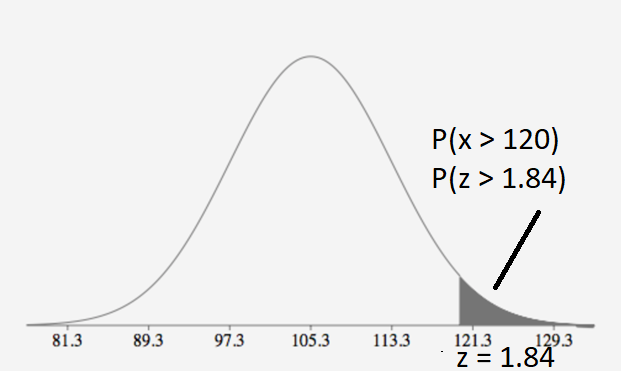 P(x > 120)
P(z > 1.84)
81.3 89.3 97.3 105.3 113.3 121.3 129.3
z = 1.84